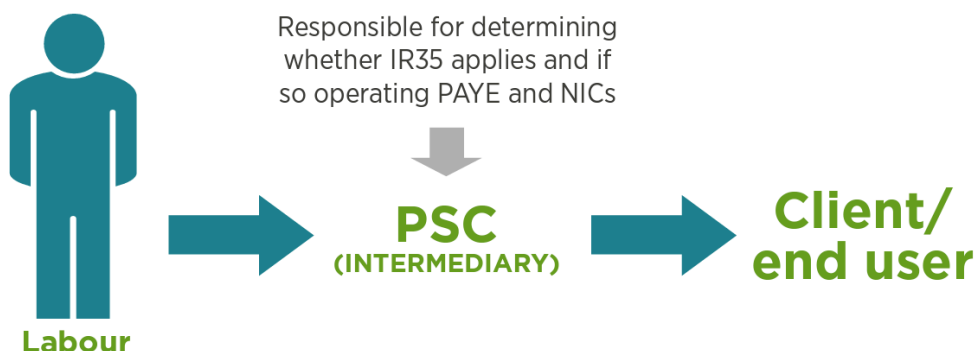 Responsible for determining
whether IR35 applies and if
so operating PAYE and NICs
PSC
(INTERMEDIARY)
Client/
end user
Labour